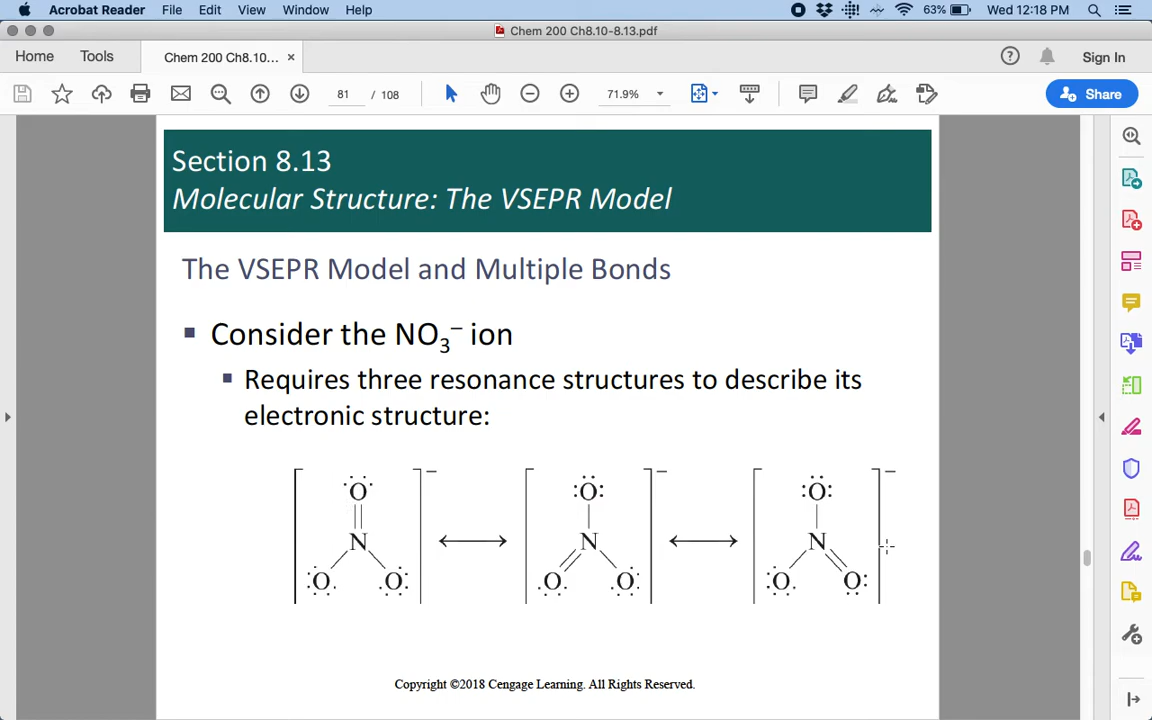 Acrobat Reader File Edit View Window Help 63% Wed 12:18 PM
Chem 200 Ch8.10-8.13.pdf
Home Tools Chem 200 Ch8.10... × Sign In
81 / 108 71.9% Share
Section 8.13
Molecular Structure: The VSEPR Model
The VSEPR Model and Multiple Bonds
Consider the NO₃⁻ ion
Requires three resonance structures to describe its
electronic structure:
− − −
O O O
N N N
O O O O O O
Copyright ©2018 Cengage Learning. All Rights Reserved.